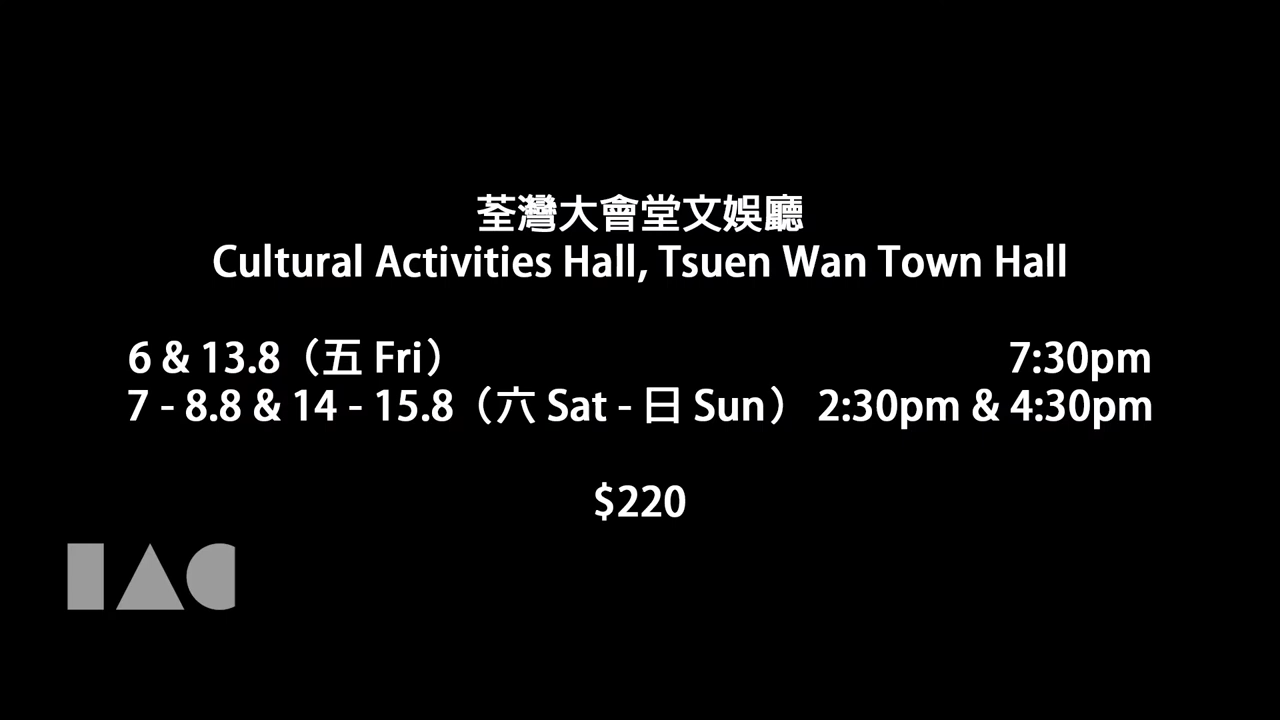 荃灣大會堂文娛廳
Cultural Activities Hall, Tsuen Wan Town Hall
6 & 13.8（五 Fri） 7:30pm
7 - 8.8 & 14 - 15.8（六 Sat - 日 Sun） 2:30pm & 4:30pm
$220
IAC